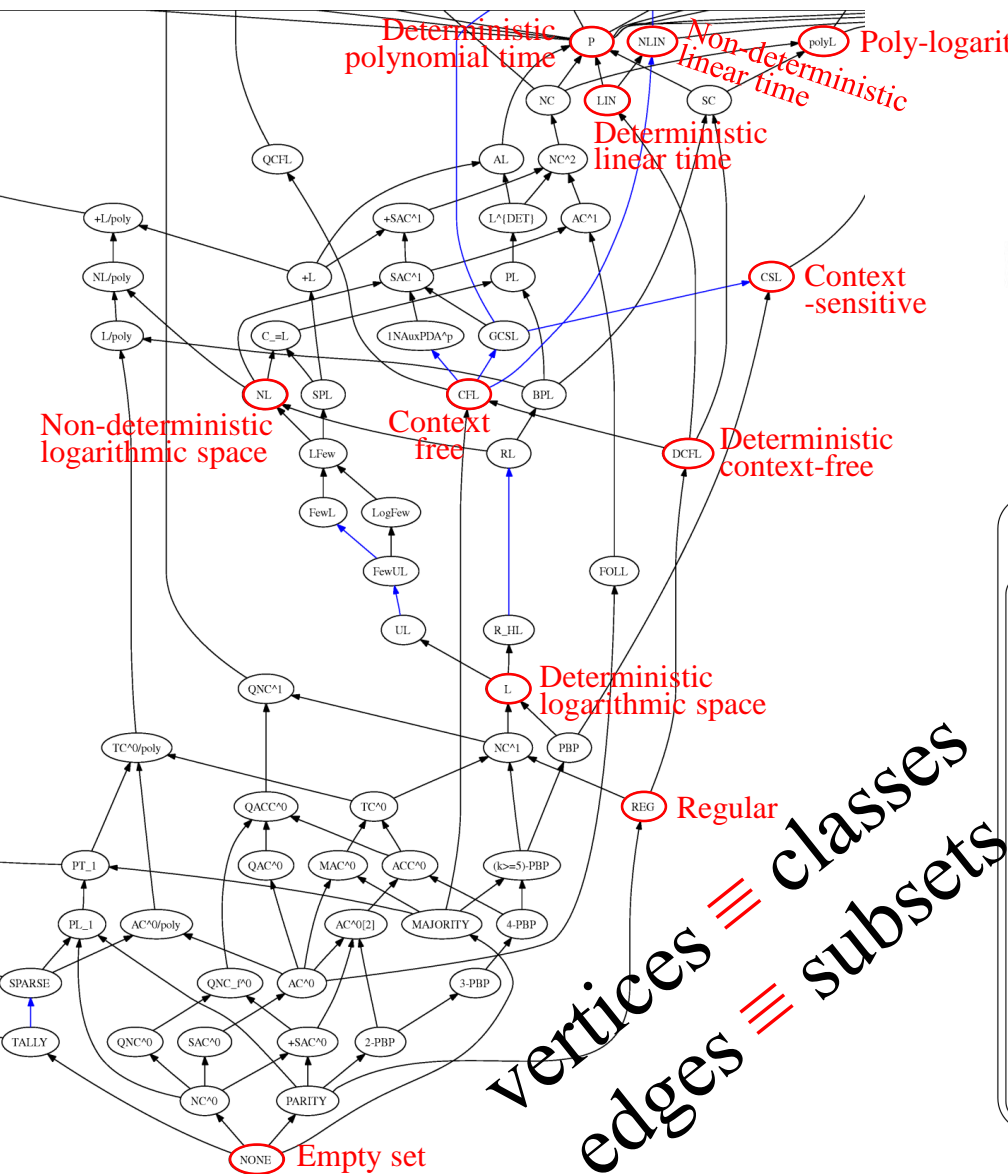 Deterministic
polynomial time
P
NLIN
Non-deterministic
linear time
polyL
Poly-logarit
NC
LIN
SC
Deterministic
linear time
QCFL
AL
NC^2
+L/poly
+SAC^1
L^{DET}
AC^1
NL/poly
+L
SAC^1
PL
CSL
Context
-sensitive
L/poly
C_=L
1NAuxPDA^p
GCSL
NL
SPL
CFL
BPL
Non-deterministic
logarithmic space
Context
free
LFew
RL
DCFL
Deterministic
context-free
FewL
LogFew
FewUL
FOLL
UL
R_HL
QNC^1
L
Deterministic
logarithmic space
TC^0/poly
NC^1
PBP
QACC^0
TC^0
REG
Regular
PT_1
QAC^0
MAC^0
ACC^0
(k>=5)-PBP
PL_1
AC^0/poly
AC^0[2]
MAJORITY
4-PBP
SPARSE
QNC_f^0
AC^0
3-PBP
TALLY
QNC^0
SAC^0
+SAC^0
2-PBP
NC^0
PARITY
NONE
Empty set
vertices ≡ classes
edges ≡ subsets